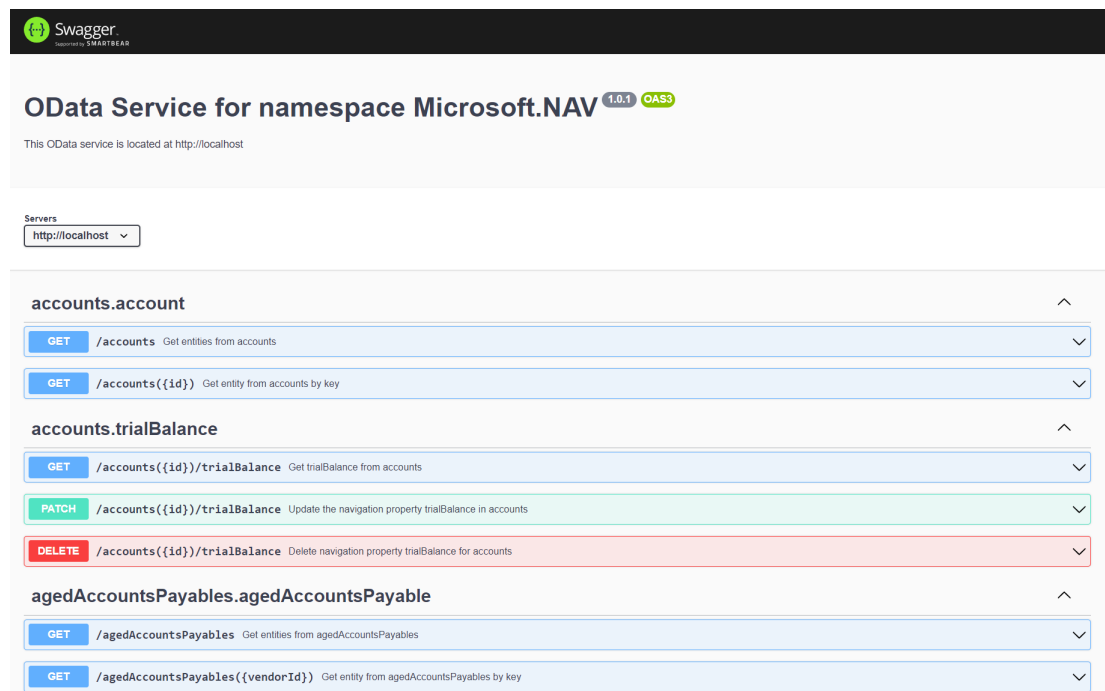 {···} Swagger.
Supported by SMARTBEAR
OData Service for namespace Microsoft.NAV 1.0.1 OAS3
This OData service is located at http://localhost
Servers
http://localhost
accounts.account
GET /accounts Get entities from accounts
GET /accounts({id}) Get entity from accounts by key
accounts.trialBalance
GET /accounts({id})/trialBalance Get trialBalance from accounts
PATCH /accounts({id})/trialBalance Update the navigation property trialBalance in accounts
DELETE /accounts({id})/trialBalance Delete navigation property trialBalance for accounts
agedAccountsPayables.agedAccountsPayable
GET /agedAccountsPayables Get entities from agedAccountsPayables
GET /agedAccountsPayables({vendorId}) Get entity from agedAccountsPayables by key